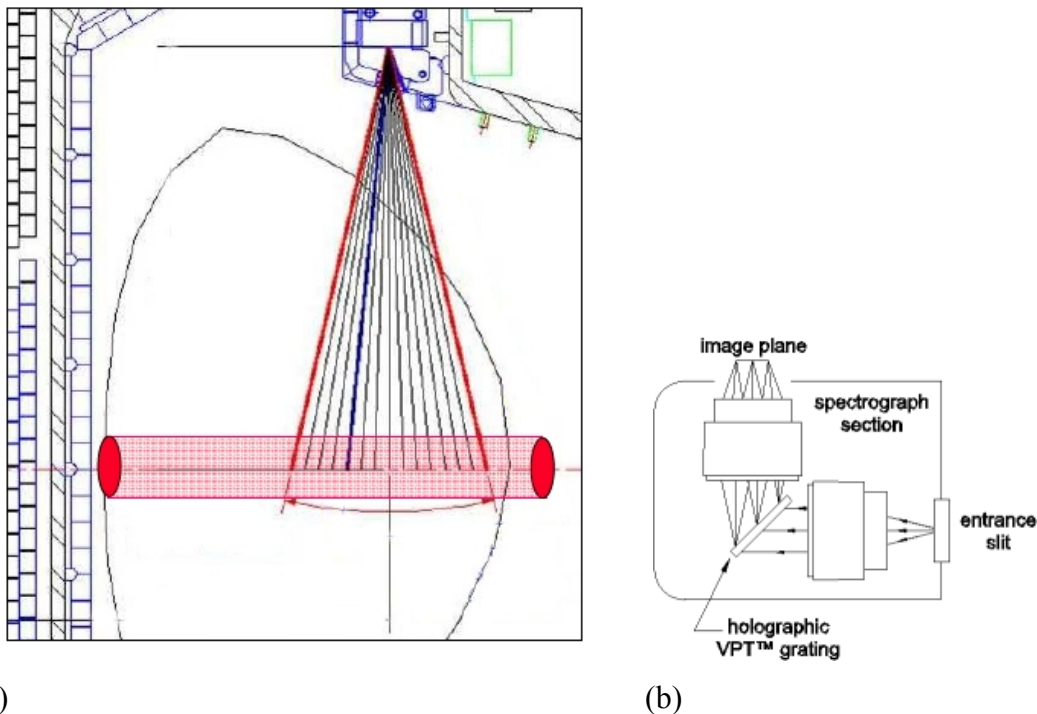 image plane
spectrograph
section
entrance
slit
holographic
VPT™ grating
)
(b)